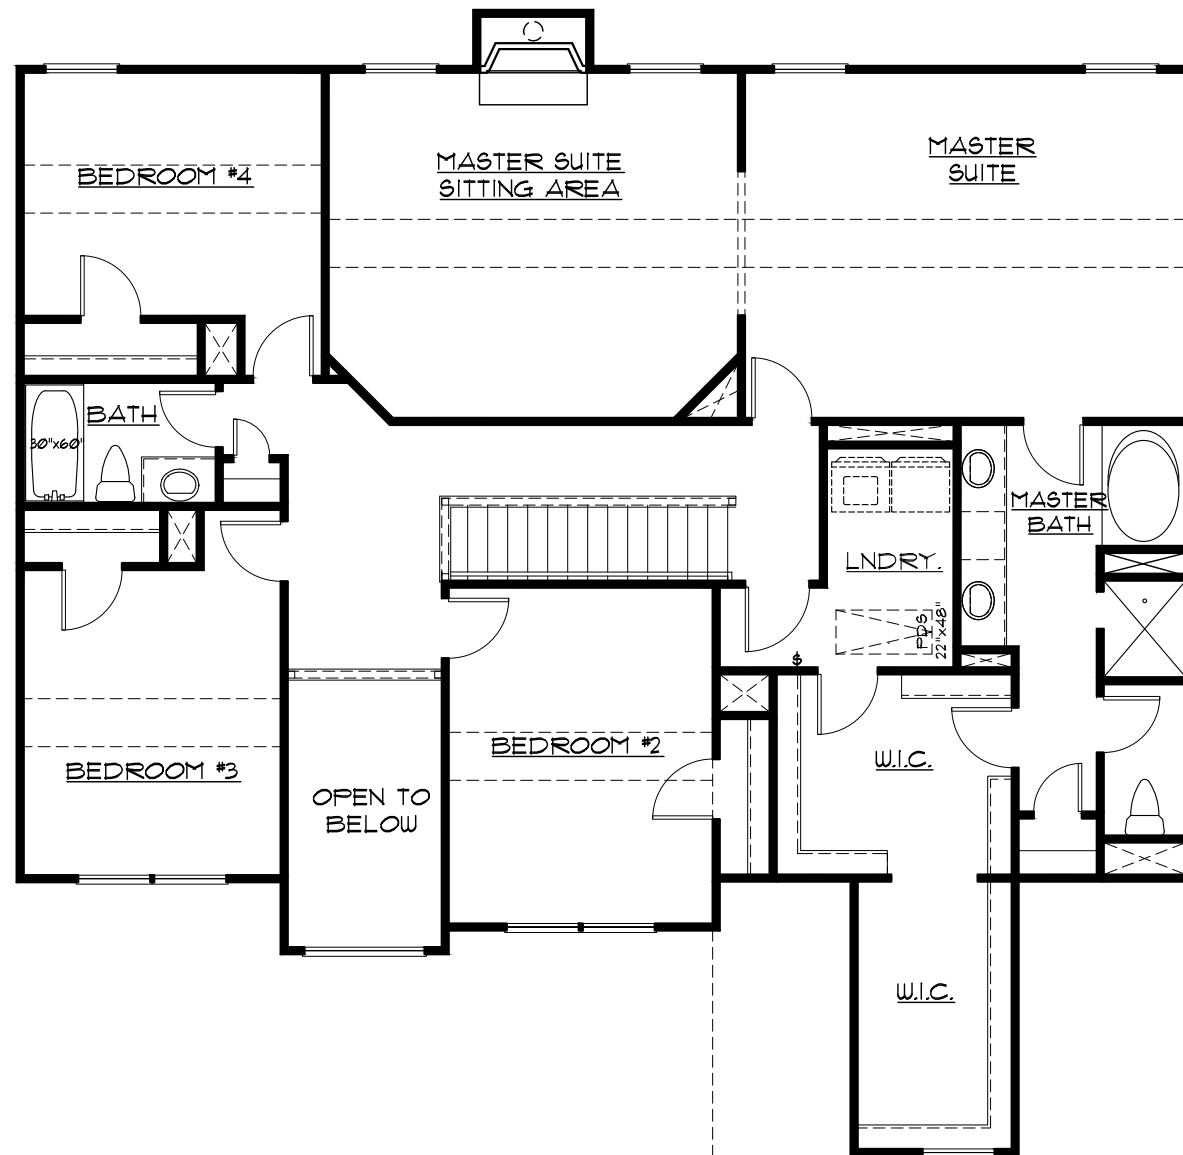 MASTER
SUITE
MASTER SUITE
SITTING AREA
BEDROOM #4
BATH
30"x60"
MASTER
BATH
LNDRY.
PDS
22"x48"
$
BEDROOM #2
W.I.C.
BEDROOM #3
OPEN TO
BELOW
W.I.C.